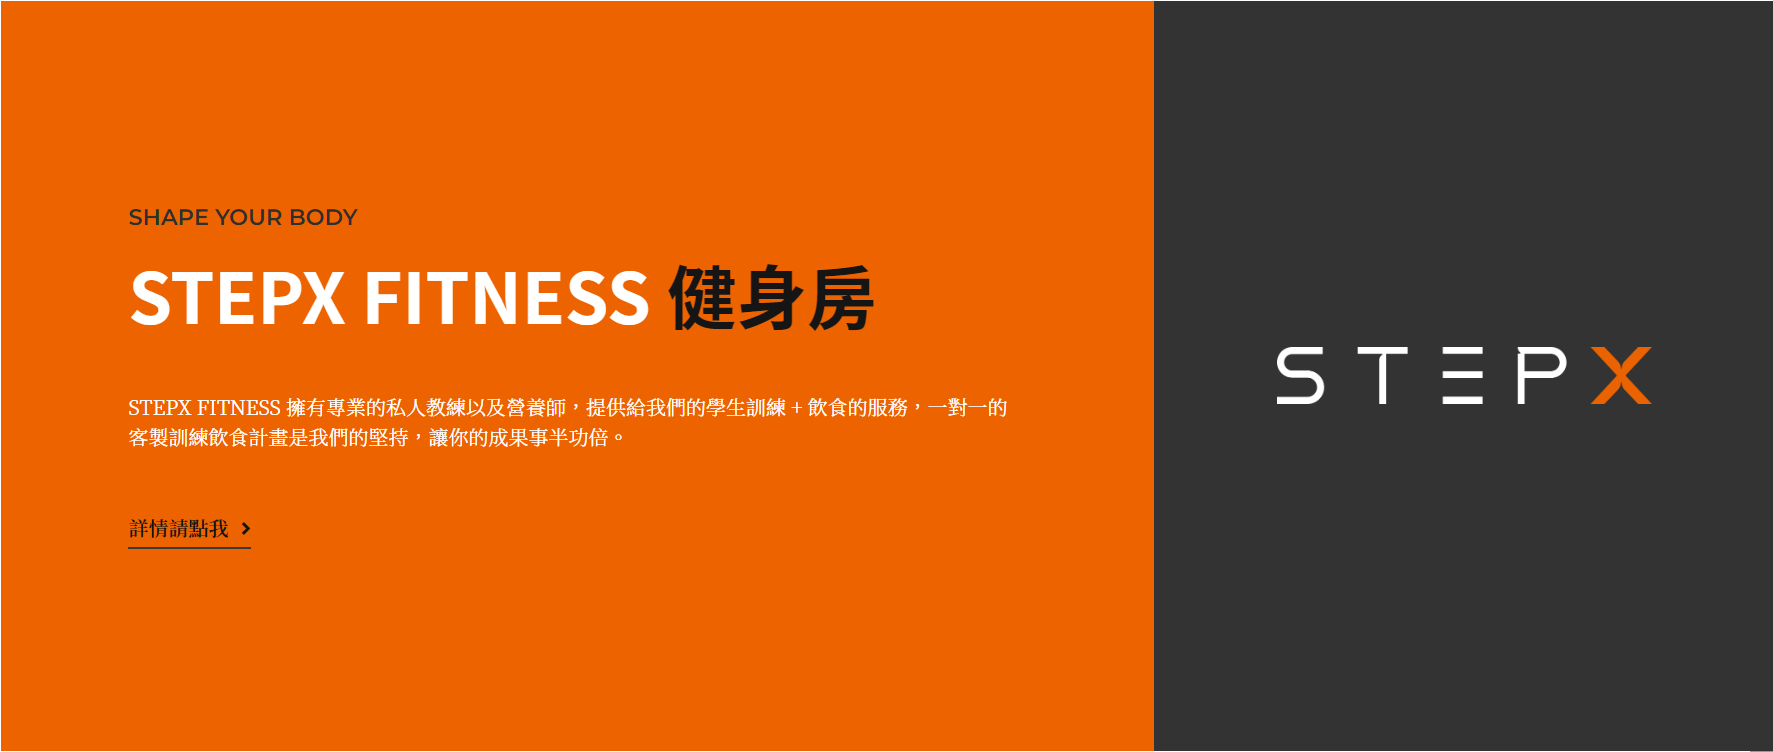 SHAPE YOUR BODY
STEPX FITNESS 健身房
STEPX FITNESS 擁有專業的私人教練以及營養師，提供給我們的學生訓練 + 飲食的服務，一對一的
客製訓練飲食計畫是我們的堅持，讓你的成果事半功倍。
詳情請點我
STEPX